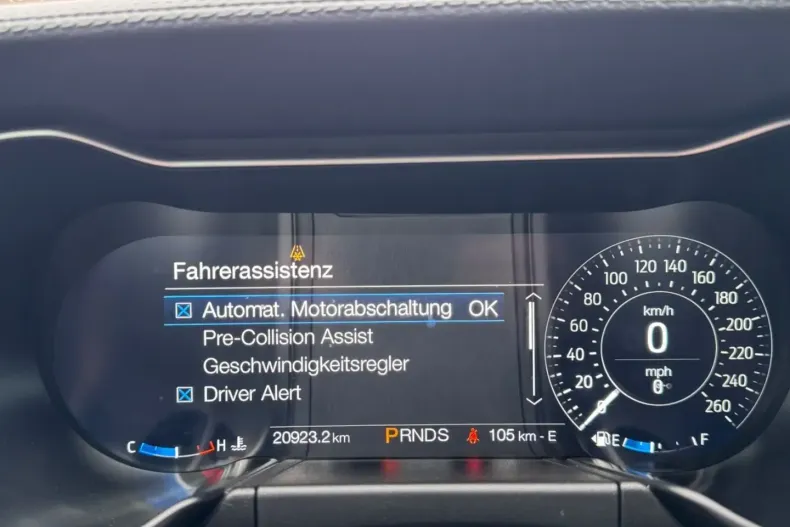 Fahrerassistenz
Automat. Motorabschaltung OK
Pre-Collision Assist
Geschwindigkeitsregler
Driver Alert
C H
20923.2 km PRNDS 105 km - E
E F
0 20 40 60 80 100 120 140 160 180 200 220 240 260
km/h
0
mph
0